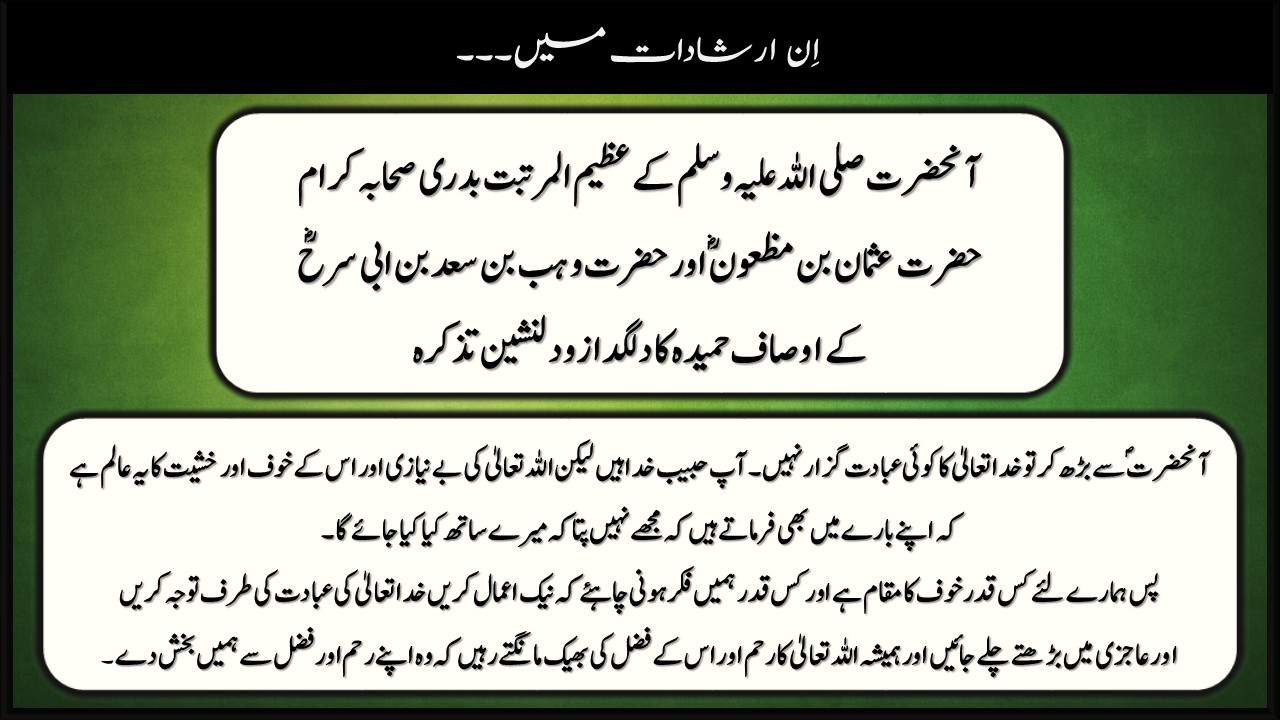 اِن ارشادات میں۔۔۔
آنحضرت صلی اللہ علیہ وسلم کے عظیم المرتبت بدری صحابہ کرام
حضرت عثمان بن مظعونؓ اور حضرت وہب بن سعد بن ابی سرحؓ
کے اوصاف حمیدہ کا دلگداز و دلنشین تذکرہ
آنحضرتؐ سے بڑھ کر تو خدا تعالیٰ کا کوئی عبادت گزار نہیں۔ آپ حبیب خدا ہیں لیکن اللہ تعالیٰ کی بے نیازی اور اس کے خوف اور خشیت کا یہ عالم ہے
کہ اپنے بارے میں بھی فرماتے ہیں کہ مجھے نہیں پتا کہ میرے ساتھ کیا کیا جائے گا۔
پس ہمارے لئے کس قدر خوف کا مقام ہے اور کس قدر ہمیں فکر ہونی چاہئے کہ نیک اعمال کریں خدا تعالیٰ کی عبادت کی طرف توجہ کریں
اور عاجزی میں بڑھتے چلے جائیں اور ہمیشہ اللہ تعالیٰ کا رحم اور اس کے فضل کی بھیک مانگتے رہیں کہ وہ اپنے رحم اور فضل سے ہمیں بخش دے۔